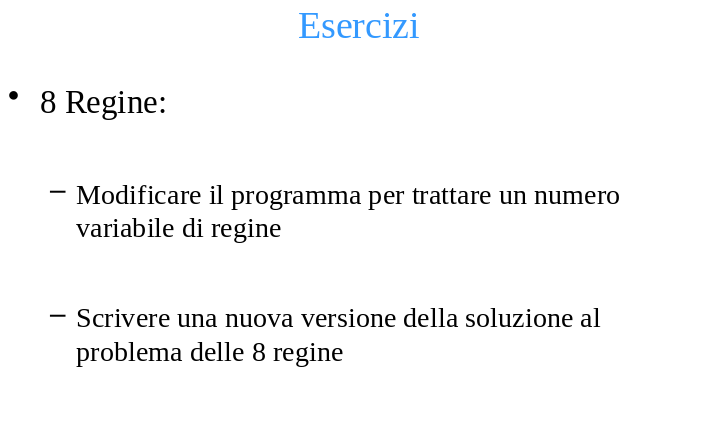 Esercizi
• 8 Regine:
– Modificare il programma per trattare un numero
variabile di regine
– Scrivere una nuova versione della soluzione al
problema delle 8 regine